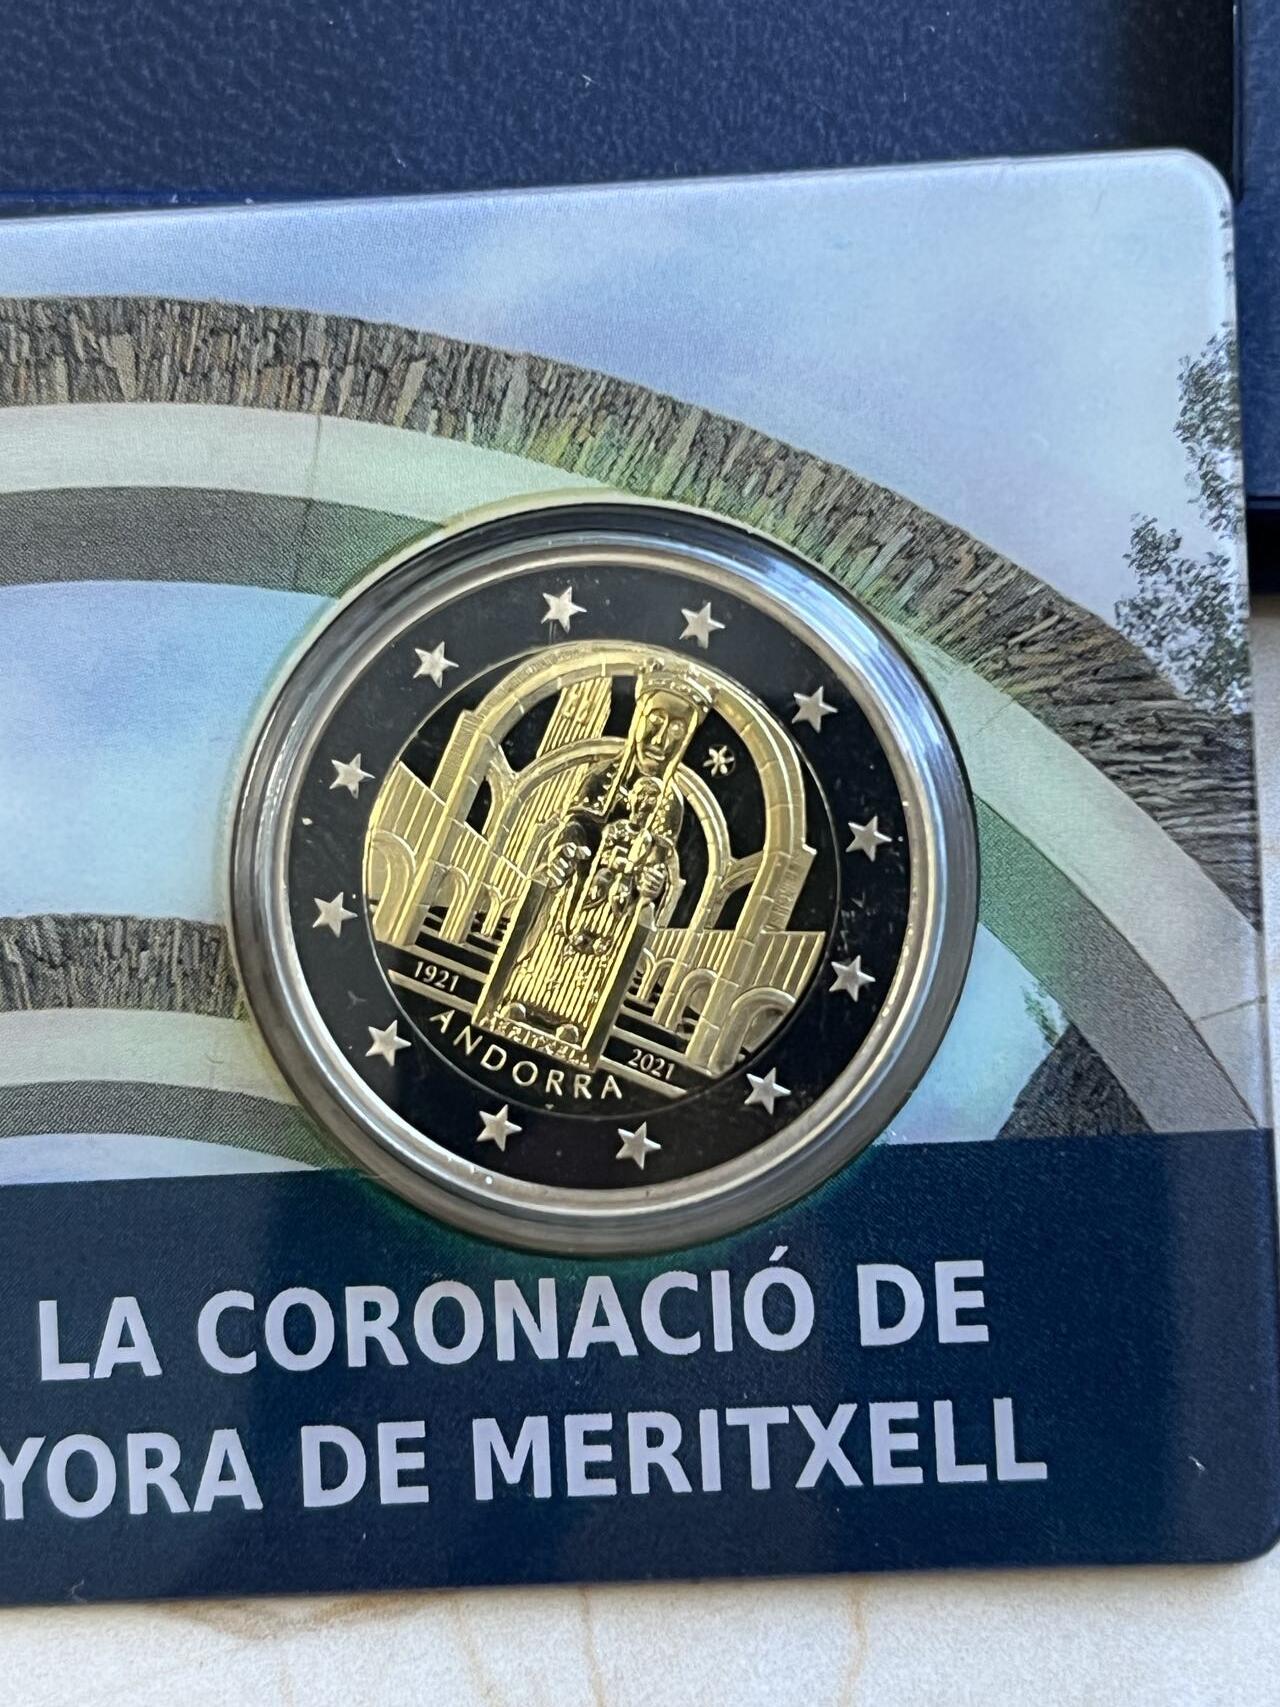 1921
MERITXELL
2021
ANDORRA
LA CORONACIÓ DE
YORA DE MERITXELL